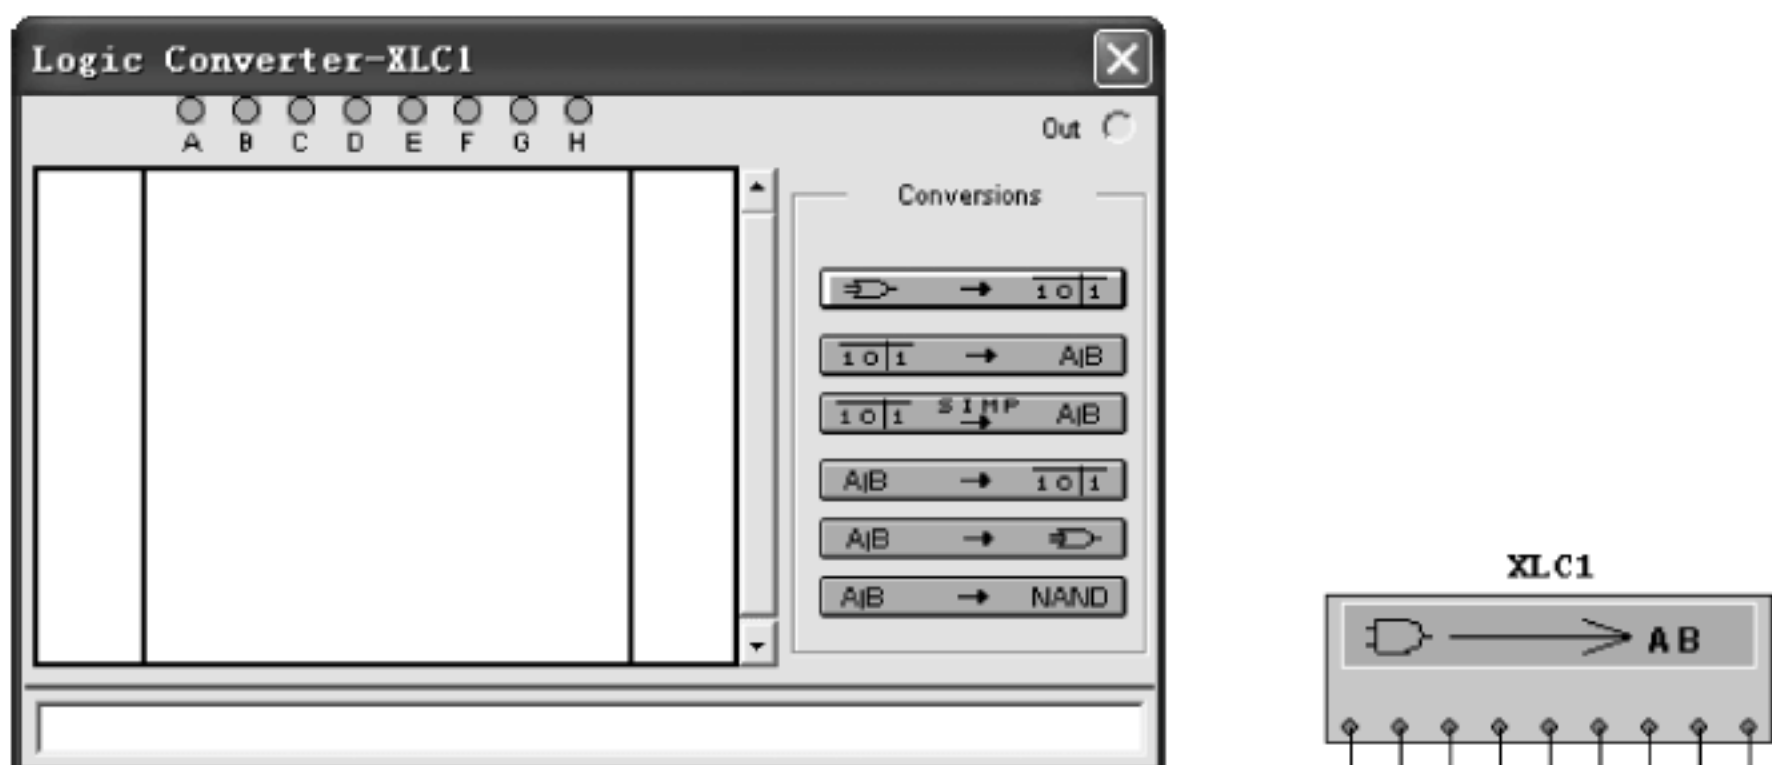 Logic Converter-XLC1
A B C D E F G H
Out
Conversions
→ 1 0 1
1 0 1 → A|B
1 0 1 SIMP → A|B
A|B → 1 0 1
A|B →
A|B → NAND
XLC1
A B